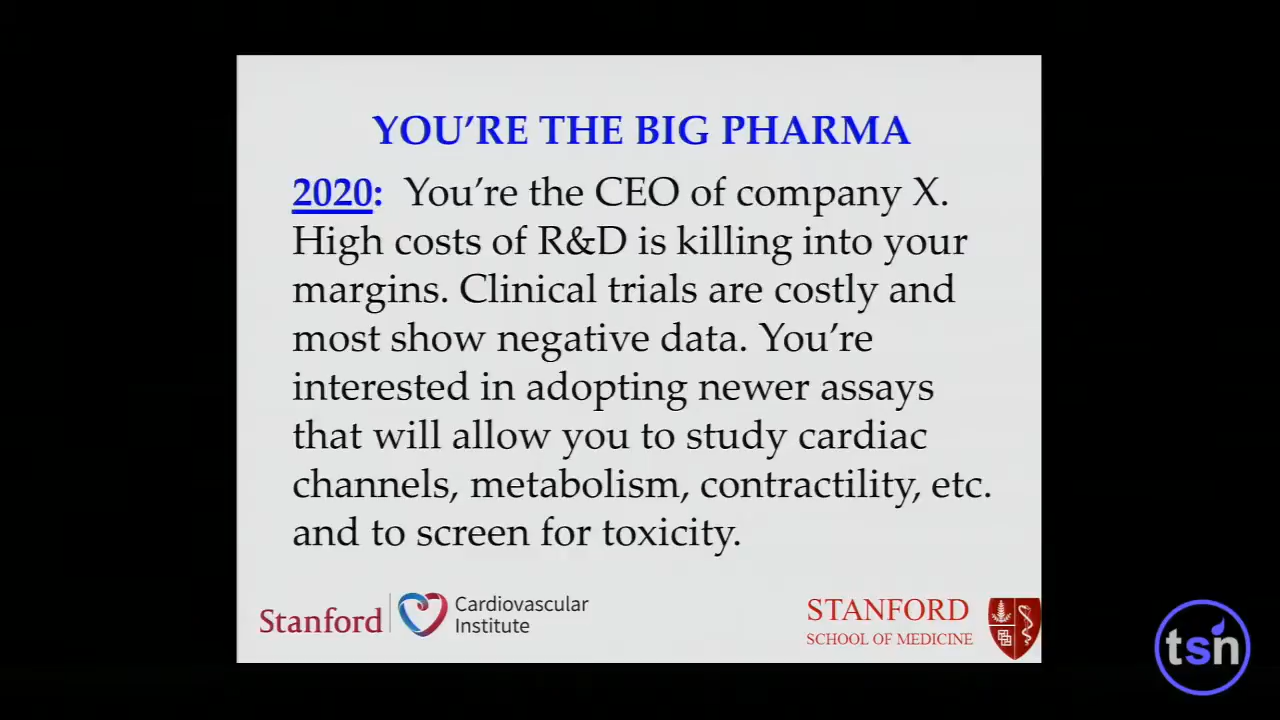 YOU'RE THE BIG PHARMA
2020: You're the CEO of company X.
High costs of R&D is killing into your
margins. Clinical trials are costly and
most show negative data. You're
interested in adopting newer assays
that will allow you to study cardiac
channels, metabolism, contractility, etc.
and to screen for toxicity.
Stanford
Cardiovascular
Institute
STANFORD
SCHOOL OF MEDICINE
tsn